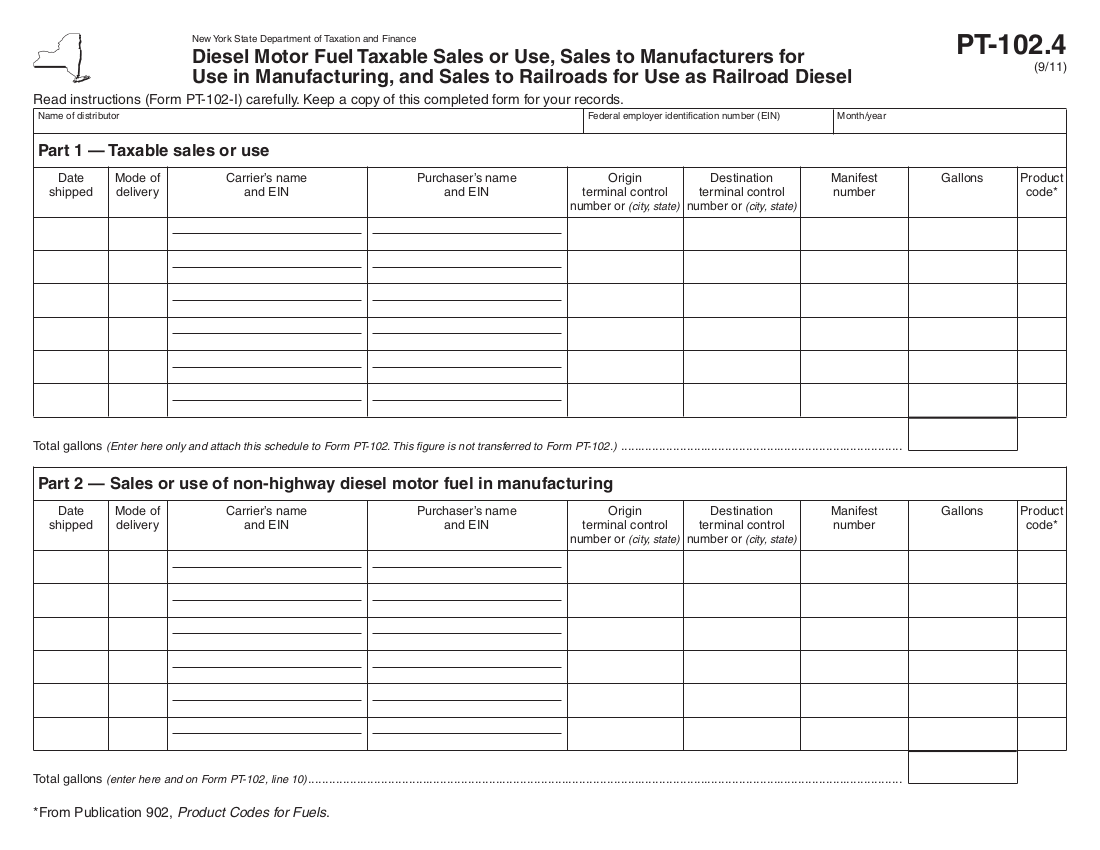 New York State Department of Taxation and Finance
Diesel Motor Fuel Taxable Sales or Use, Sales to Manufacturers for
Use in Manufacturing, and Sales to Railroads for Use as Railroad Diesel
PT-102.4
(9/11)
Read instructions (Form PT-102-I) carefully. Keep a copy of this completed form for your records.
Name of distributor
Federal employer identification number (EIN)
Month/year
Part 1 — Taxable sales or use
Date
shipped
Mode of
delivery
Carrier's name
and EIN
Purchaser's name
and EIN
Origin
terminal control
number or (city, state)
Destination
terminal control
number or (city, state)
Manifest
number
Gallons
Product
code*
Total gallons (Enter here only and attach this schedule to Form PT-102. This figure is not transferred to Form PT-102.)
Part 2 — Sales or use of non-highway diesel motor fuel in manufacturing
Date
shipped
Mode of
delivery
Carrier's name
and EIN
Purchaser's name
and EIN
Origin
terminal control
number or (city, state)
Destination
terminal control
number or (city, state)
Manifest
number
Gallons
Product
code*
Total gallons (enter here and on Form PT-102, line 10)
*From Publication 902, Product Codes for Fuels.